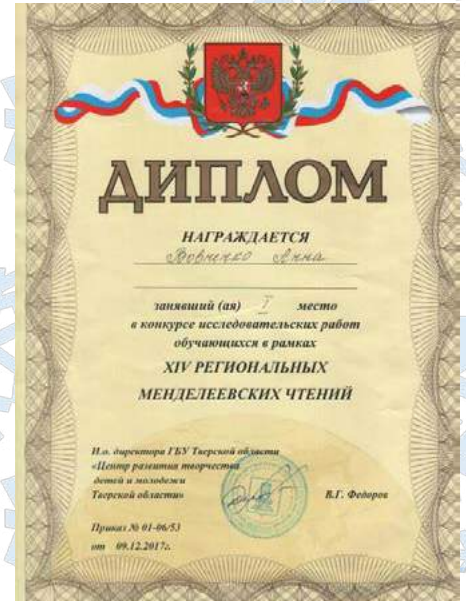 ДИПЛОМ
НАГРАЖДАЕТСЯ
Вовненко Анна
занявший (ая) I место
в конкурсе исследовательских работ
обучающихся в рамках
XIV РЕГИОНАЛЬНЫХ
МЕНДЕЛЕЕВСКИХ ЧТЕНИЙ
И.о. директора ГБУ Тверской области
«Центр развития творчества
детей и молодежи
Тверской области»
В.Г. Федоров
Приказ № 01-06/53
от 09.12.2017г.